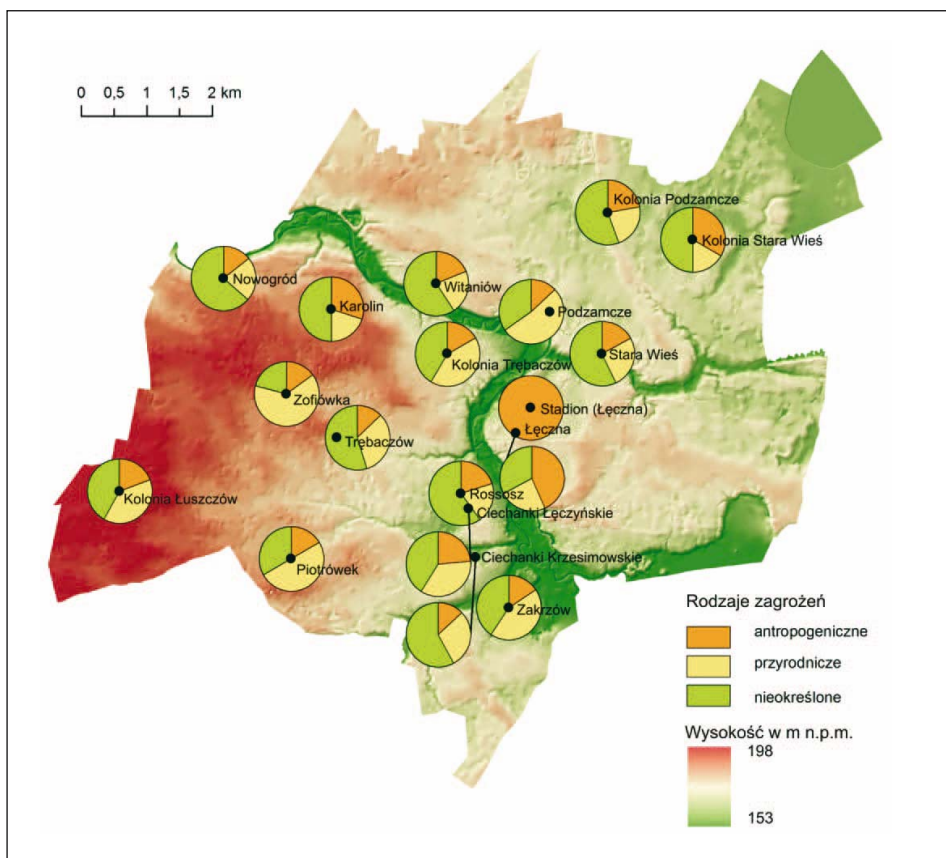 0 0,5 1 1,5 2 km
Kolonia Podzamcze
Kolonia Stara Wieś
Nowogród
Witaniów
Karolin
Podzamcze
Kolonia Trębaczów
Stara Wieś
Zofiówka
Stadion (Łęczna)
Łęczna
Trębaczów
Kolonia Łuszczów
Rossosz
Ciechanki Łęczyńskie
Ciechanki Krzesimowskie
Piotrówek
Zakrzów
Rodzaje zagrożeń
antropogeniczne
przyrodnicze
nieokreślone
Wysokość w m n.p.m.
198
153